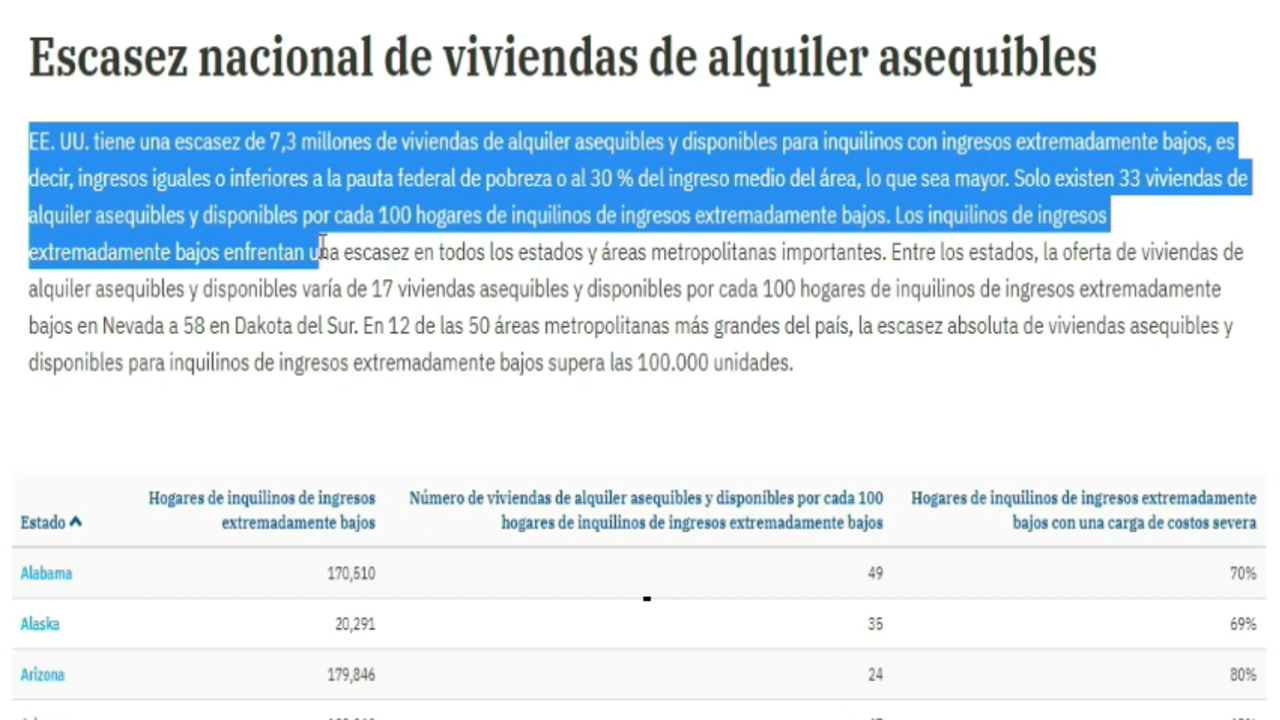 Escasez nacional de viviendas de alquiler asequibles
EE. UU. tiene una escasez de 7,3 millones de viviendas de alquiler asequibles y disponibles para inquilinos con ingresos extremadamente bajos, es
decir, ingresos iguales o inferiores a la pauta federal de pobreza o al 30 % del ingreso medio del área, lo que sea mayor. Solo existen 33 viviendas de
alquiler asequibles y disponibles por cada 100 hogares de inquilinos de ingresos extremadamente bajos. Los inquilinos de ingresos
extremadamente bajos enfrentan una escasez en todos los estados y áreas metropolitanas importantes. Entre los estados, la oferta de viviendas de
alquiler asequibles y disponibles varía de 17 viviendas asequibles y disponibles por cada 100 hogares de inquilinos de ingresos extremadamente
bajos en Nevada a 58 en Dakota del Sur. En 12 de las 50 áreas metropolitanas más grandes del país, la escasez absoluta de viviendas asequibles y
disponibles para inquilinos de ingresos extremadamente bajos supera las 100.000 unidades.
Hogares de inquilinos de ingresos Número de viviendas de alquiler asequibles y disponibles por cada 100 Hogares de inquilinos de ingresos extremadamente
Estado extremadamente bajos hogares de inquilinos de ingresos extremadamente bajos bajos con una carga de costos severa
Alabama 170,510 49 70%
Alaska 20,291 35 69%
Arizona 179,846 24 80%